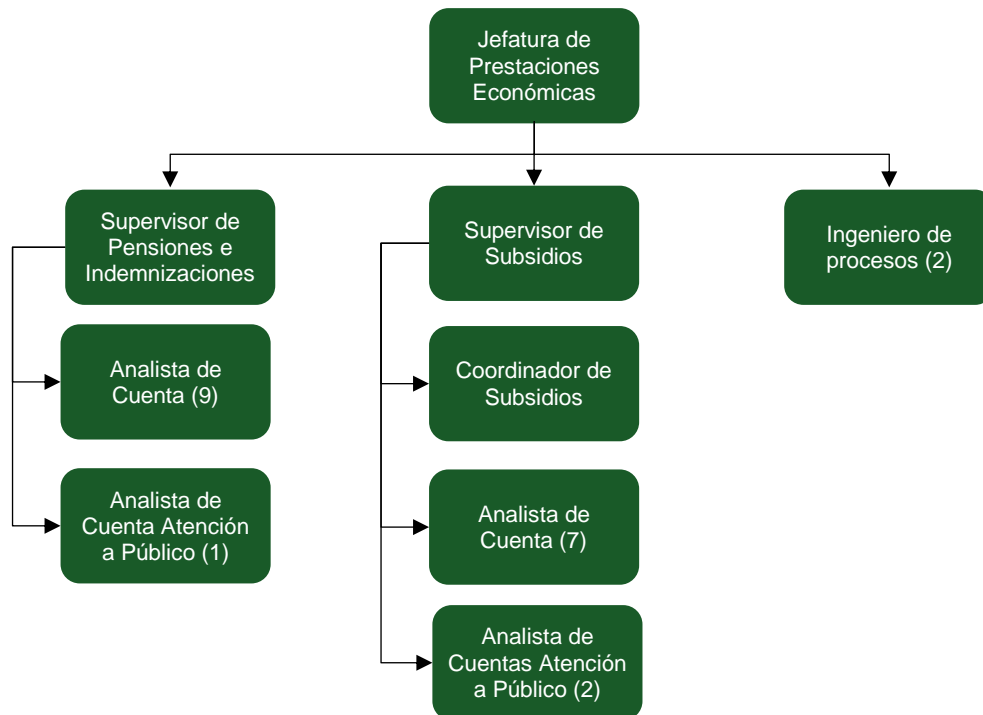 Jefatura de
Prestaciones
Económicas
Supervisor de
Pensiones e
Indemnizaciones
Supervisor de
Subsidios
Ingeniero de
procesos (2)
Analista de
Cuenta (9)
Coordinador de
Subsidios
Analista de
Cuenta Atención
a Público (1)
Analista de
Cuenta (7)
Analista de
Cuentas Atención
a Público (2)